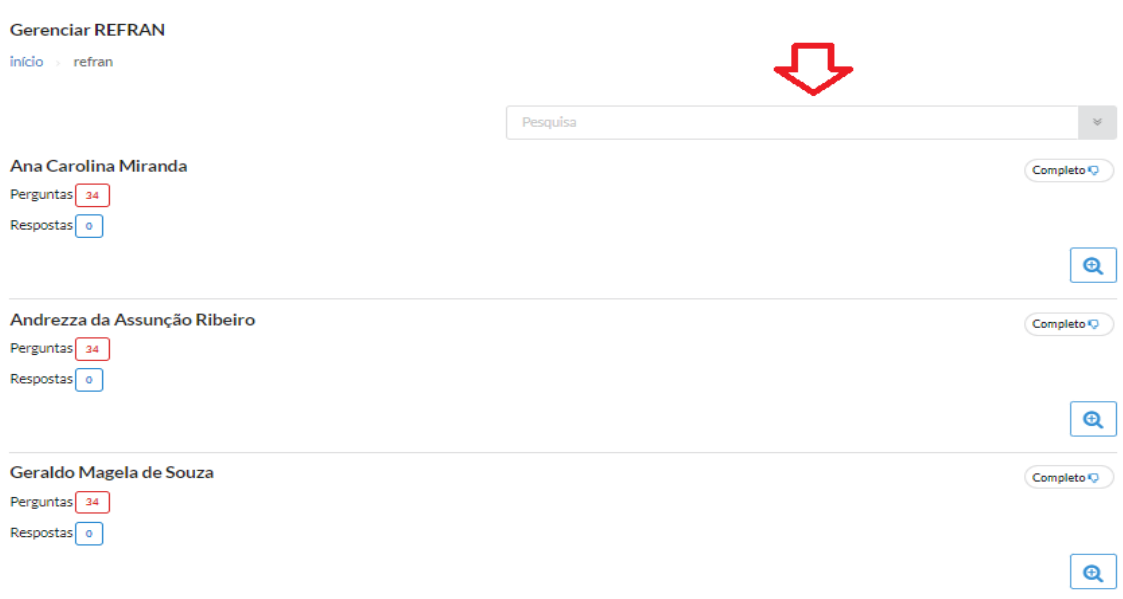 Gerenciar REFRAN
início > refran
Pesquisa
Ana Carolina Miranda
Completo
Perguntas 34
Respostas 0
Andrezza da Assunção Ribeiro
Completo
Perguntas 34
Respostas 0
Geraldo Magela de Souza
Completo
Perguntas 34
Respostas 0